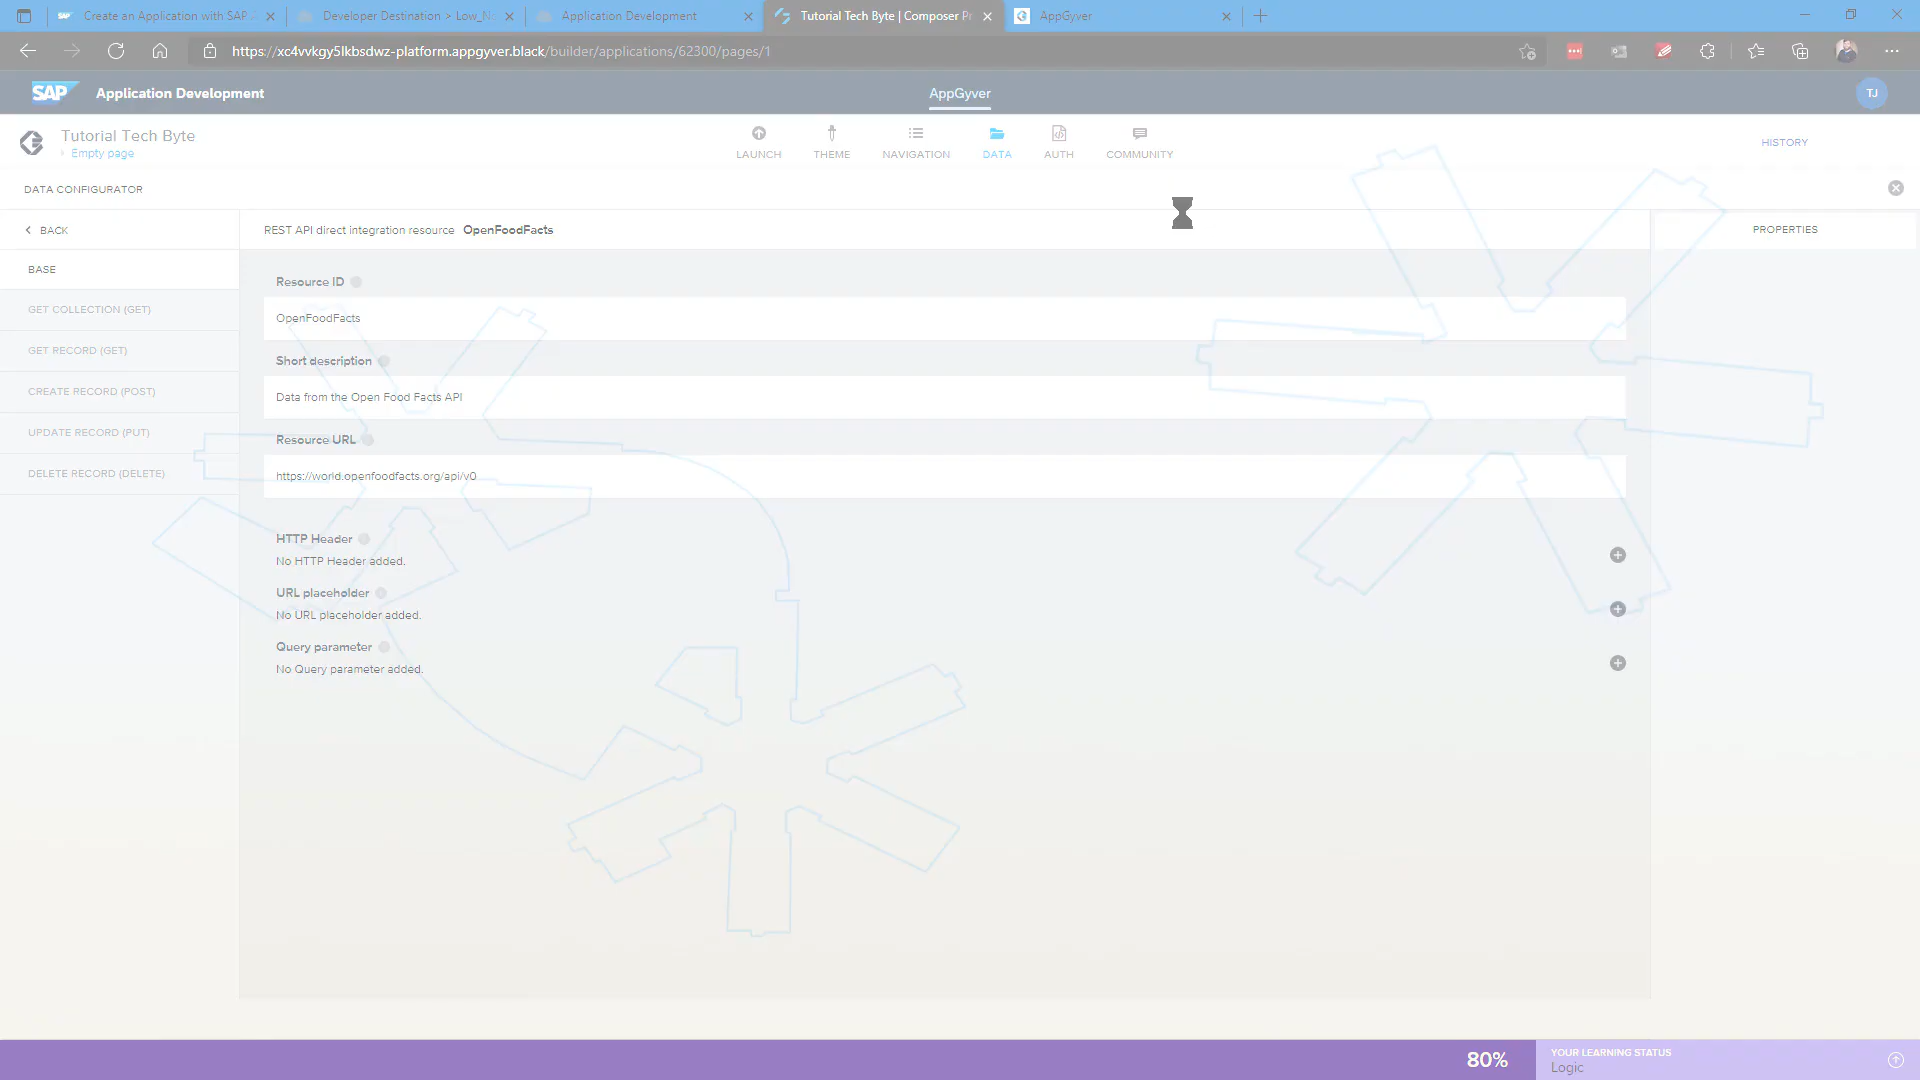 Create an Application with SAP
Developer Destination > Low_N
Application Development
Tutorial Tech Byte | Composer P
AppGyver
https://xc4vvkgy5lkbsdwz-platform.appgyver.black/builder/applications/62300/pages/1
SAP
Application Development
AppGyver
TJ
Tutorial Tech Byte
Empty page
LAUNCH
THEME
NAVIGATION
DATA
AUTH
COMMUNITY
HISTORY
DATA CONFIGURATOR
BACK
REST API direct integration resource OpenFoodFacts
PROPERTIES
BASE
GET COLLECTION (GET)
GET RECORD (GET)
CREATE RECORD (POST)
UPDATE RECORD (PUT)
DELETE RECORD (DELETE)
Resource ID
OpenFoodFacts
Short description
Data from the Open Food Facts API
Resource URL
https://world.openfoodfacts.org/api/v0
HTTP Header
No HTTP Header added.
URL placeholder
No URL placeholder added.
Query parameter
No Query parameter added.
80%
YOUR LEARNING STATUS
Logic